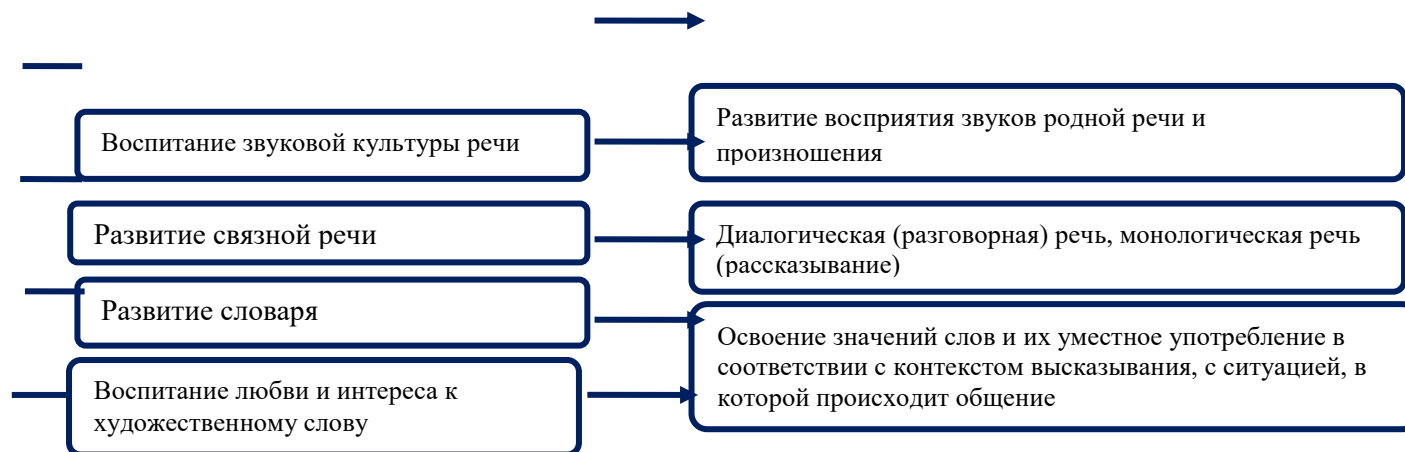 Воспитание звуковой культуры речи
Развитие восприятия звуков родной речи и
произношения
Развитие связной речи
Диалогическая (разговорная) речь, монологическая речь
(рассказывание)
Развитие словаря
Освоение значений слов и их уместное употребление в
соответствии с контекстом высказывания, с ситуацией, в
которой происходит общение
Воспитание любви и интереса к
художественному слову